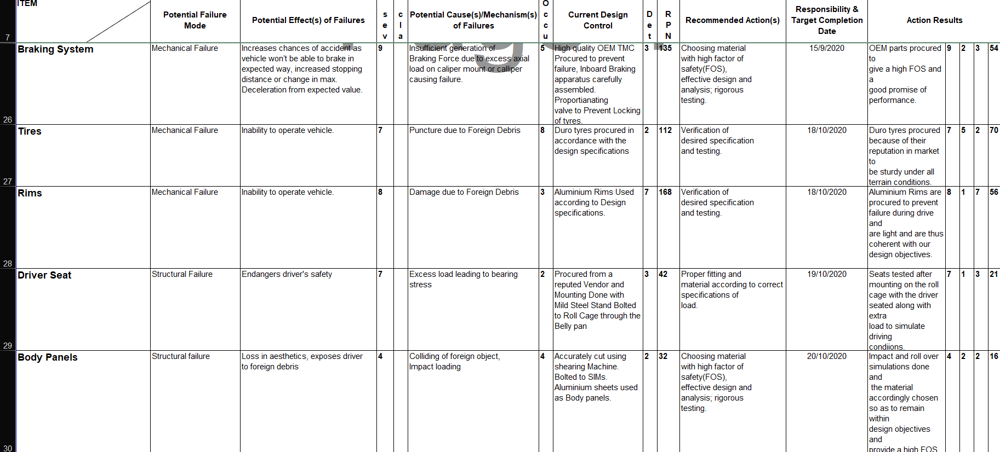 ITEM
Potential Failure
Mode
Potential Effect(s) of Failures
s
e
v
c
l
a
Potential Cause(s)/Mechanism(s)
of Failures
O
c
c
u
Current Design
Control
D
e
t
R
P
N
Recommended Action(s)
Responsibility &
Target Completion
Date
Action Results
7
Braking System
Mechanical Failure
Increases chances of accident as
vehicle won't be able to brake in
expected way, increased stopping
distance or change in max.
Deceleration from expected value.
9
Insufficient generation of
Braking Force due to excess axial
load on caliper mount or calliper
causing failure.
5
High quality OEM TMC
Procured to prevent
failure, Inboard Braking
apparatus carefully
assembled.
Proportianating
valve to Prevent Locking
of tyres.
3
135
Choosing material
with high factor of
safety(FOS),
effective design and
analysis; rigorous
testing.
15/9/2020
OEM parts procured
to
give a high FOS and
a
good promise of
performance.
9
2
3
54
26
Tires
Mechanical Failure
Inability to operate vehicle.
7
Puncture due to Foreign Debris
8
Duro tyres procured in
accordance with the
design specifications
2
112
Verification of
desired specification
and testing.
18/10/2020
Duro tyres procured
because of their
reputation in market
to
be sturdy under all
terrain conditions.
7
5
2
70
27
Rims
Mechanical Failure
Inability to operate vehicle.
8
Damage due to Foreign Debris
3
Aluminium Rims Used
according to Design
specifications.
7
168
Verification of
desired specification
and testing.
18/10/2020
Aluminium Rims are
procured to prevent
failure during drive
and
are light and are thus
coherent with our
design objectives.
8
1
7
56
28
Driver Seat
Structural Failure
Endangers driver's safety
7
Excess load leading to bearing
stress
2
Procured from a
reputed Vendor and
Mounting Done with
Mild Steel Stand Bolted
to Roll Cage through the
Belly pan
3
42
Proper fitting and
material according to correct
specifications of
load.
19/10/2020
Seats tested after
mounting on the roll
cage with the driver
seated along with
extra
load to simulate
driving
condiions.
7
1
3
21
29
Body Panels
Structural failure
Loss in aesthetics, exposes driver
to foreign debris
4
Colliding of foreign object,
Impact loading
4
Accurately cut using
shearing Machine.
Bolted to SIMs.
Aluminium sheets used
as Body panels.
2
32
Choosing material
with high factor of
safety(FOS),
effective design and
analysis; rigorous
testing.
20/10/2020
Impact and roll over
simulations done
and
the material
accordingly chosen
so as to remain
within
design objectives
and
provide a high FOS
4
2
2
16
30